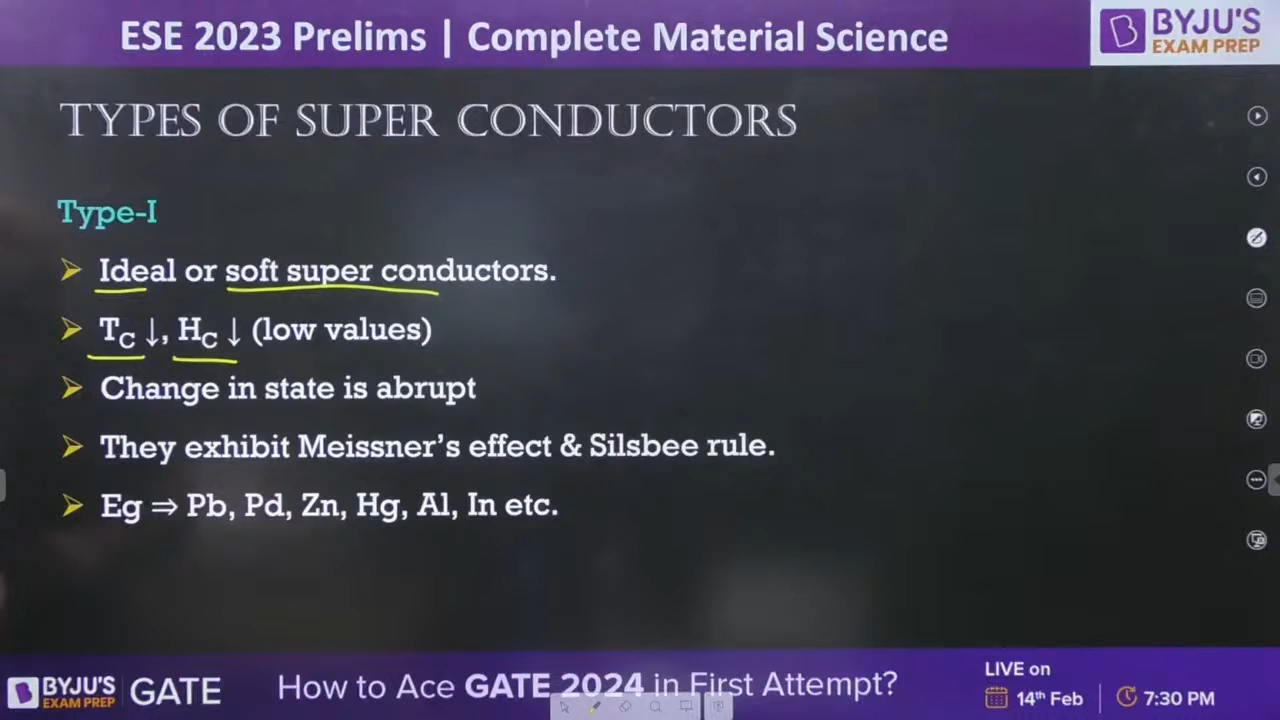 ESE 2023 Prelims | Complete Material Science
BYJU'S
EXAM PREP
TYPES OF SUPER CONDUCTORS
Type-I
➤ Ideal or soft super conductors.
➤ T_C ↓, H_C ↓ (low values)
➤ Change in state is abrupt
➤ They exhibit Meissner's effect & Silsbee rule.
➤ Eg ⇒ Pb, Pd, Zn, Hg, Al, In etc.
BYJU'S
EXAM PREP
GATE
How to Ace GATE 2024 in First Attempt?
LIVE on
14th Feb
7:30 PM